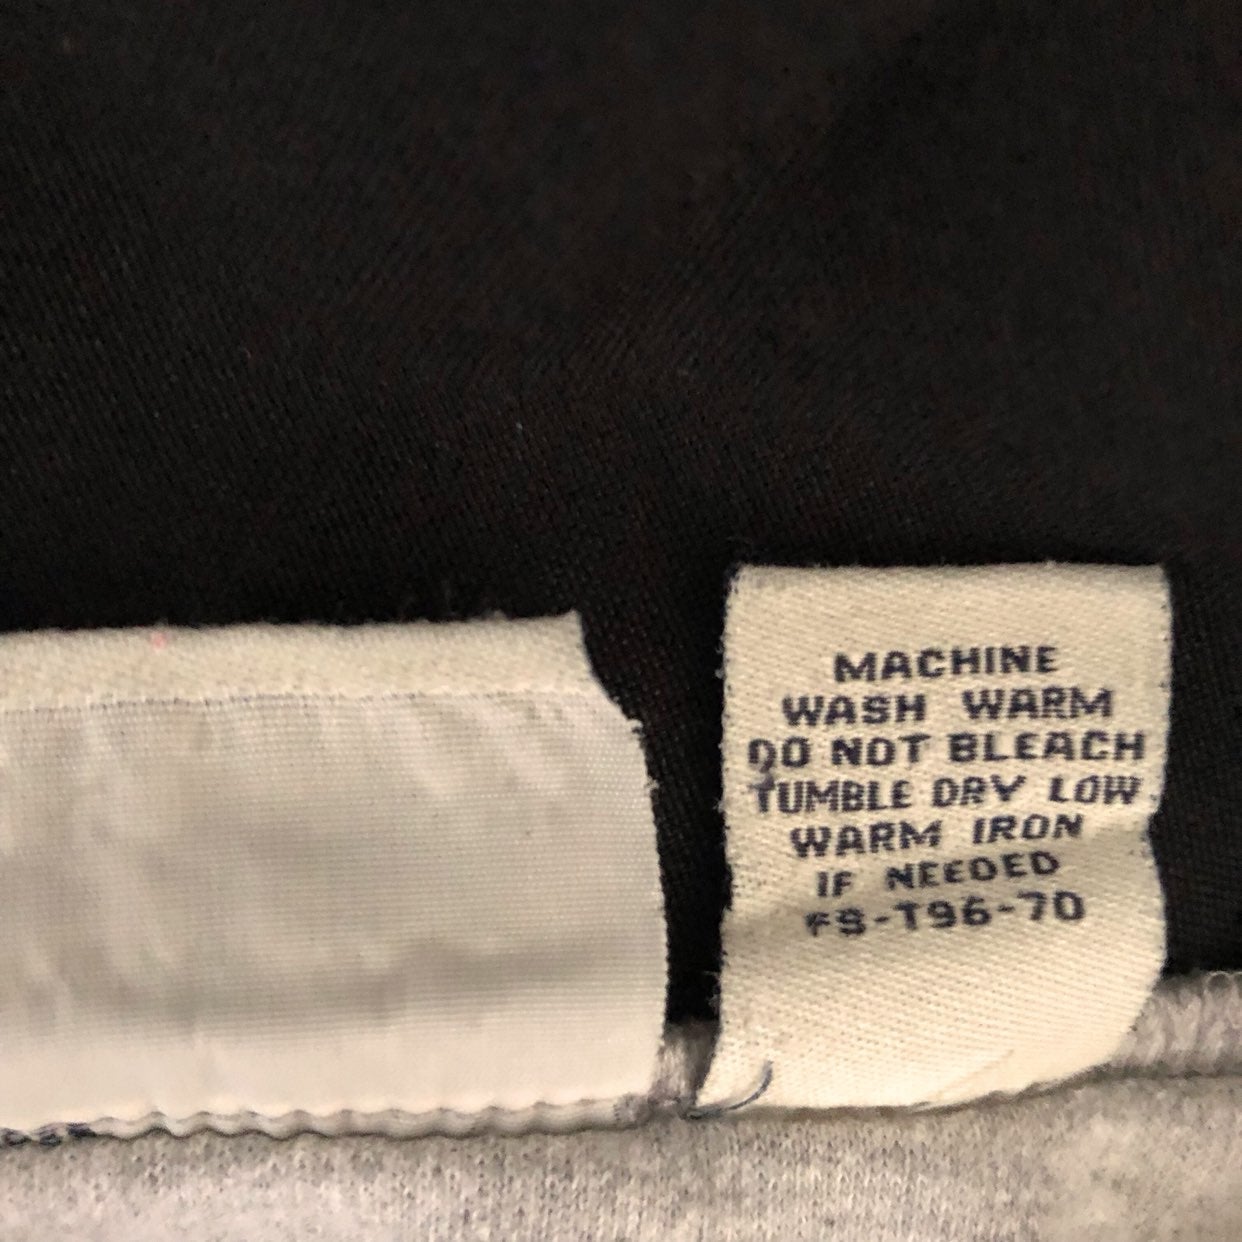 MACHINE
WASH WARM
DO NOT BLEACH
TUMBLE DRY LOW
WARM IRON
IF NEEDED
FS-T96-70